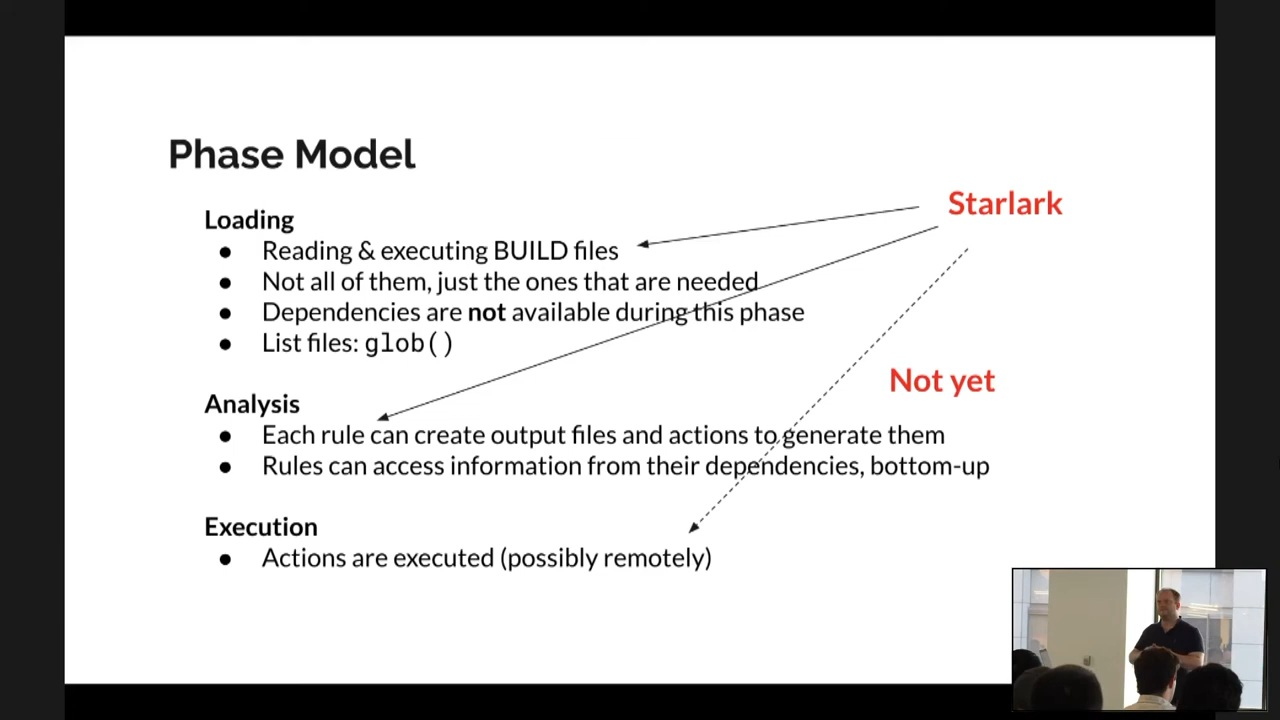 Phase Model
Starlark
Loading
● Reading & executing BUILD files
● Not all of them, just the ones that are needed
● Dependencies are not available during this phase
● List files: glob()
Not yet
Analysis
● Each rule can create output files and actions to generate them
● Rules can access information from their dependencies, bottom-up
Execution
● Actions are executed (possibly remotely)